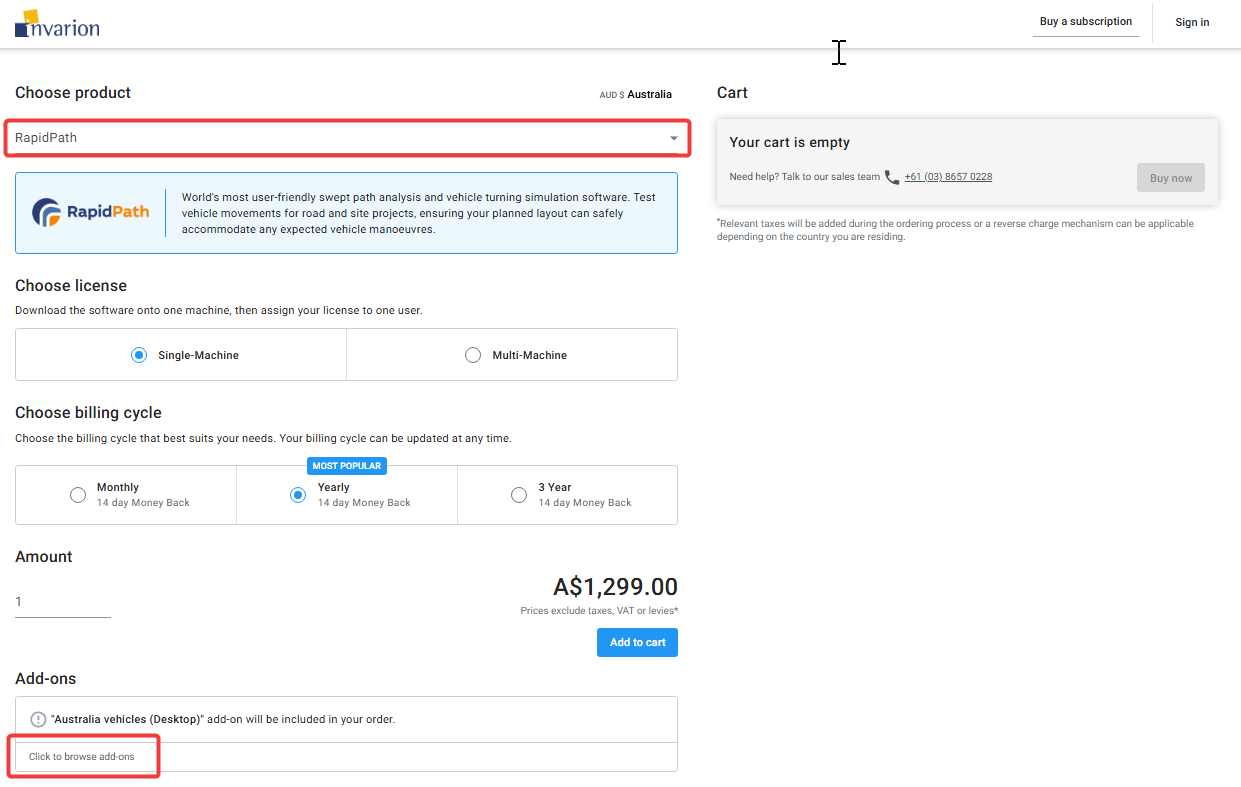 invarion
Buy a subscription
Sign in
Choose product
AUD $ Australia
RapidPath
RapidPath
World's most user-friendly swept path analysis and vehicle turning simulation software. Test
vehicle movements for road and site projects, ensuring your planned layout can safely
accommodate any expected vehicle manoeuvres.
Choose license
Download the software onto one machine, then assign your license to one user.
Single-Machine
Multi-Machine
Choose billing cycle
Choose the billing cycle that best suits your needs. Your billing cycle can be updated at any time.
Monthly
14 day Money Back
MOST POPULAR
Yearly
14 day Money Back
3 Year
14 day Money Back
Amount
1
A$1,299.00
Prices exclude taxes, VAT or levies*
Add to cart
Add-ons
"Australia vehicles (Desktop)" add-on will be included in your order.
Click to browse add-ons
Cart
Your cart is empty
Need help? Talk to our sales team +61 (03) 8657 0228
Buy now
*Relevant taxes will be added during the ordering process or a reverse charge mechanism can be applicable
depending on the country you are residing.